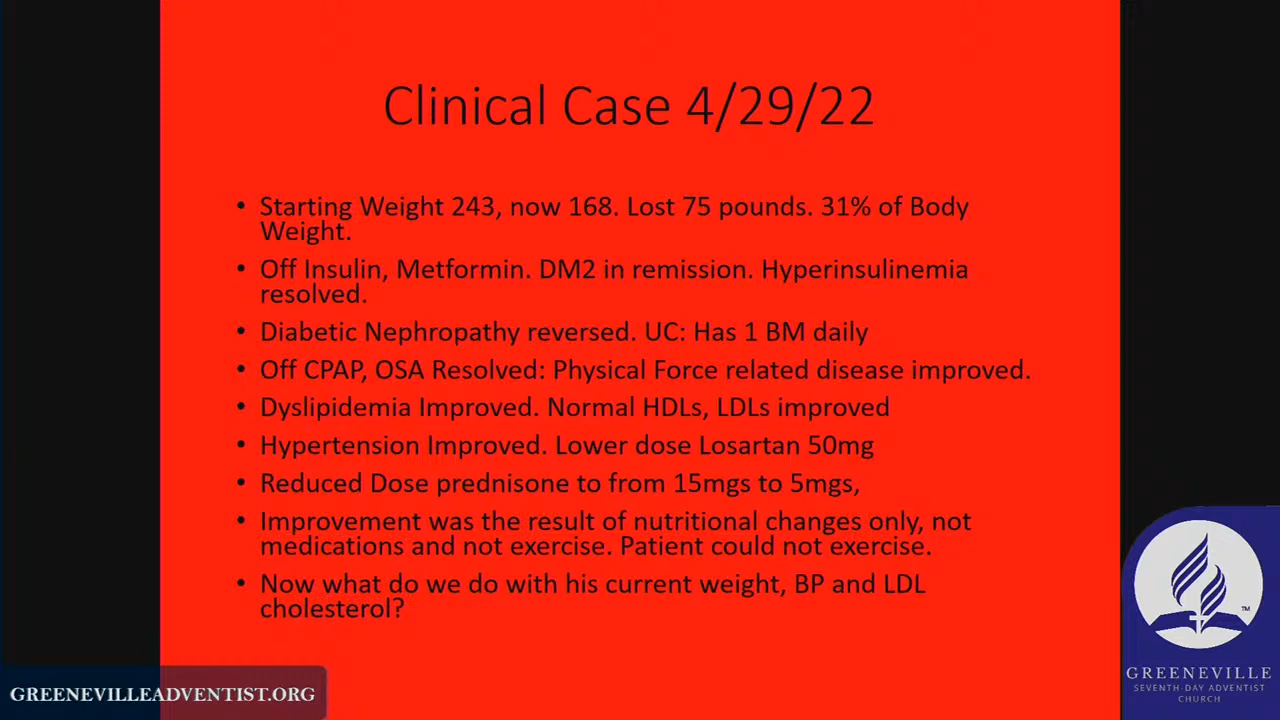 Clinical Case 4/29/22
• Starting Weight 243, now 168. Lost 75 pounds. 31% of Body
Weight.
• Off Insulin, Metformin. DM2 in remission. Hyperinsulinemia
resolved.
• Diabetic Nephropathy reversed. UC: Has 1 BM daily
• Off CPAP, OSA Resolved: Physical Force related disease improved.
• Dyslipidemia Improved. Normal HDLs, LDLs improved
• Hypertension Improved. Lower dose Losartan 50mg
• Reduced Dose prednisone to from 15mgs to 5mgs,
• Improvement was the result of nutritional changes only, not
medications and not exercise. Patient could not exercise.
• Now what do we do with his current weight, BP and LDL
cholesterol?
GREENEVILLEADVENTIST.ORG
TM
GREENEVILLE
SEVENTH-DAY ADVENTIST
CHURCH